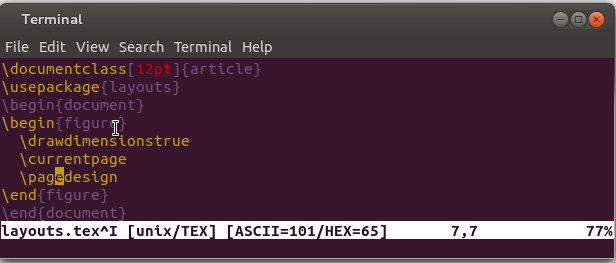 Terminal
File Edit View Search Terminal Help
\documentclass[12pt]{article}
\usepackage{layouts}
\begin{document}
\begin{figure}
  \drawdimensionstrue
  \currentpage
  \pagedesign
\end{figure}
\end{document}
layouts.tex^I [unix/TEX] [ASCII=101/HEX=65] 7,7 77%